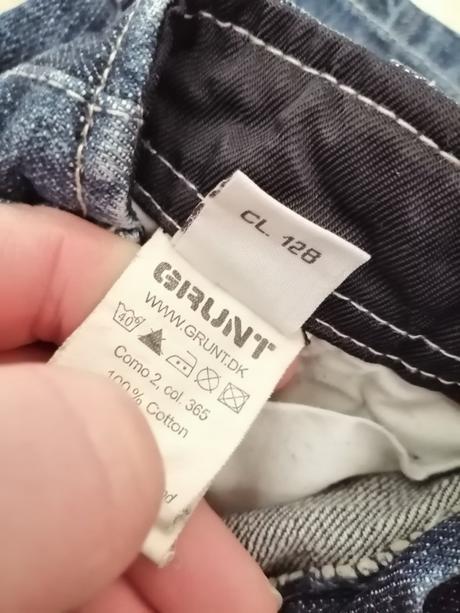 CL. 128
GRUNT
WWW.GRUNT.DK
40°
Como 2, col. 365
100% Cotton